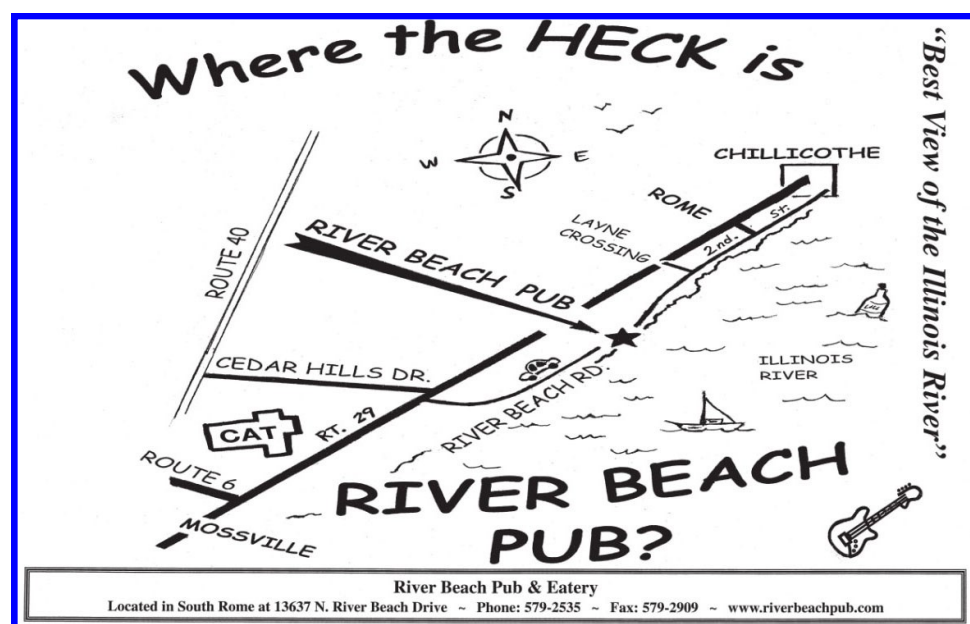 Where the HECK is
"Best View of the Illinois River"
N
W
E
S
CHILLICOTHE
ROME
LAYNE
CROSSING
2nd. St.
ROUTE 40
RIVER BEACH PUB
CEDAR HILLS DR.
RIVER BEACH RD.
ILLINOIS
RIVER
CAT
RT. 29
ROUTE 6
MOSSVILLE
RIVER BEACH
PUB?
River Beach Pub & Eatery
Located in South Rome at 13637 N. River Beach Drive ~ Phone: 579-2535 ~ Fax: 579-2909 ~ www.riverbeachpub.com